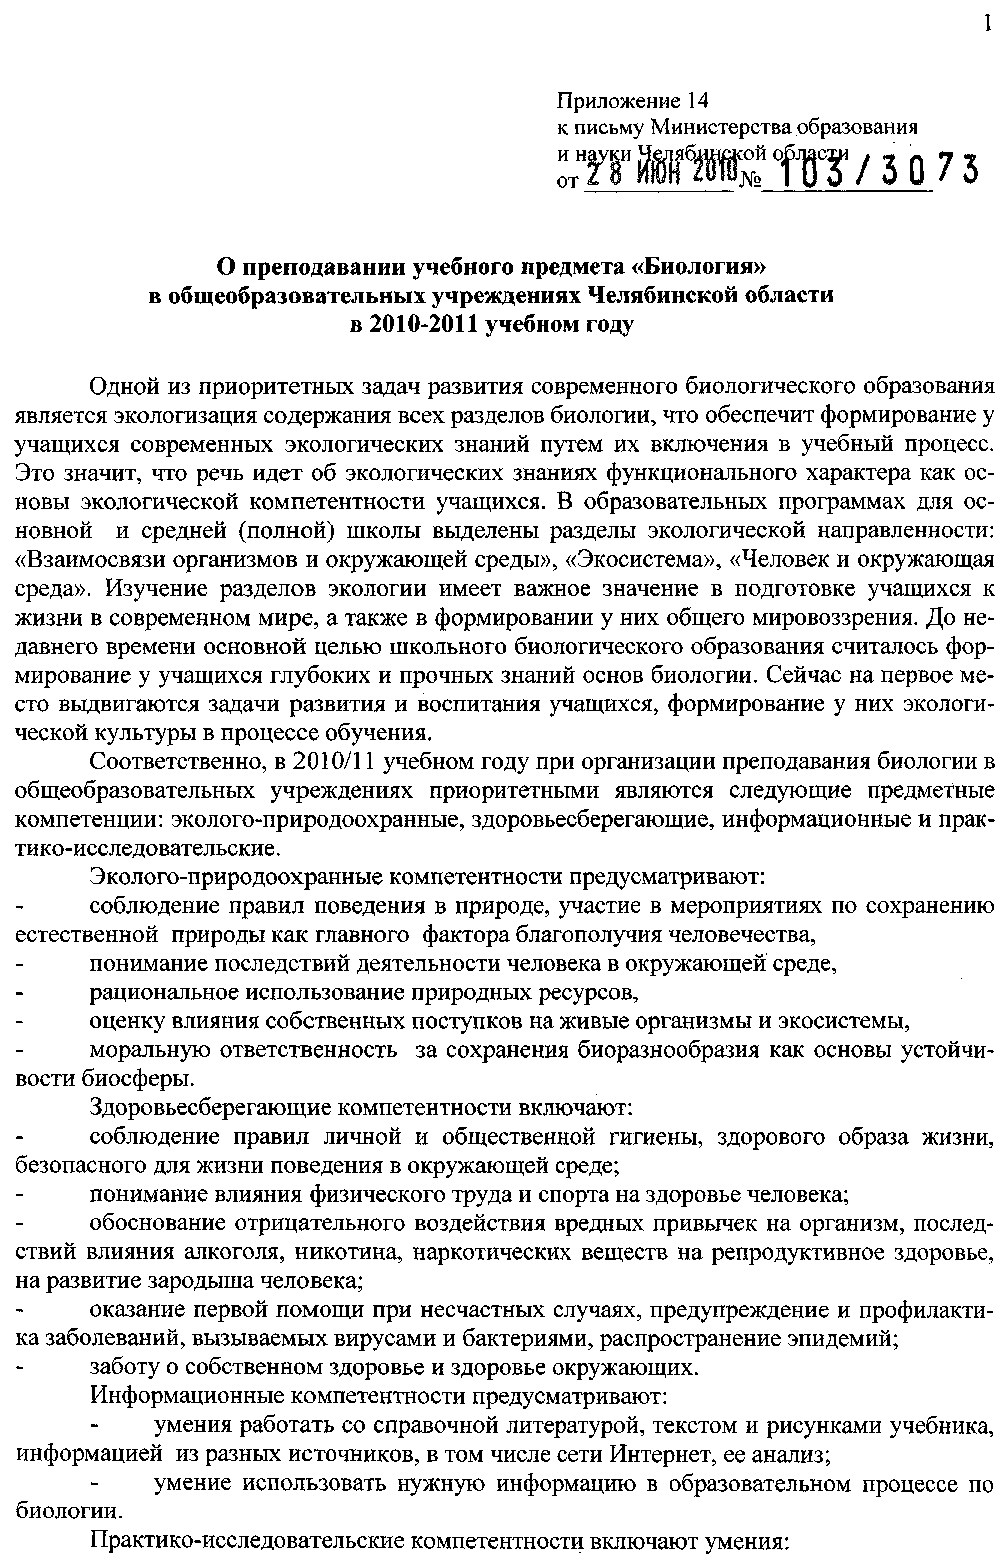 1
Приложение 14
к письму Министерства образования
и науки Челябинской области
от 28 ИЮН 2010 № 103/3073
О преподавании учебного предмета «Биология»
в общеобразовательных учреждениях Челябинской области
в 2010-2011 учебном году
Одной из приоритетных задач развития современного биологического образования
является экологизация содержания всех разделов биологии, что обеспечит формирование у
учащихся современных экологических знаний путем их включения в учебный процесс.
Это значит, что речь идет об экологических знаниях функционального характера как ос-
новы экологической компетентности учащихся. В образовательных программах для ос-
новной и средней (полной) школы выделены разделы экологической направленности:
«Взаимосвязи организмов и окружающей среды», «Экосистема», «Человек и окружающая
среда». Изучение разделов экологии имеет важное значение в подготовке учащихся к
жизни в современном мире, а также в формировании у них общего мировоззрения. До не-
давнего времени основной целью школьного биологического образования считалось фор-
мирование у учащихся глубоких и прочных знаний основ биологии. Сейчас на первое ме-
сто выдвигаются задачи развития и воспитания учащихся, формирование у них экологи-
ческой культуры в процессе обучения.
Соответственно, в 2010/11 учебном году при организации преподавания биологии в
общеобразовательных учреждениях приоритетными являются следующие предметные
компетенции: эколого-природоохранные, здоровьесберегающие, информационные и прак-
тико-исследовательские.
Эколого-природоохранные компетентности предусматривают:
- соблюдение правил поведения в природе, участие в мероприятиях по сохранению
естественной природы как главного фактора благополучия человечества,
- понимание последствий деятельности человека в окружающей среде,
- рациональное использование природных ресурсов,
- оценку влияния собственных поступков на живые организмы и экосистемы,
- моральную ответственность за сохранения биоразнообразия как основы устойчи-
вости биосферы.
Здоровьесберегающие компетентности включают:
- соблюдение правил личной и общественной гигиены, здорового образа жизни,
безопасного для жизни поведения в окружающей среде;
- понимание влияния физического труда и спорта на здоровье человека;
- обоснование отрицательного воздействия вредных привычек на организм, послед-
ствий влияния алкоголя, никотина, наркотических веществ на репродуктивное здоровье,
на развитие зародыша человека;
- оказание первой помощи при несчастных случаях, предупреждение и профилакти-
ка заболеваний, вызываемых вирусами и бактериями, распространение эпидемий;
- заботу о собственном здоровье и здоровье окружающих.
Информационные компетентности предусматривают:
- умения работать со справочной литературой, текстом и рисунками учебника,
информацией из разных источников, в том числе сети Интернет, ее анализ;
- умение использовать нужную информацию в образовательном процессе по
биологии.
Практико-исследовательские компетентности включают умения: